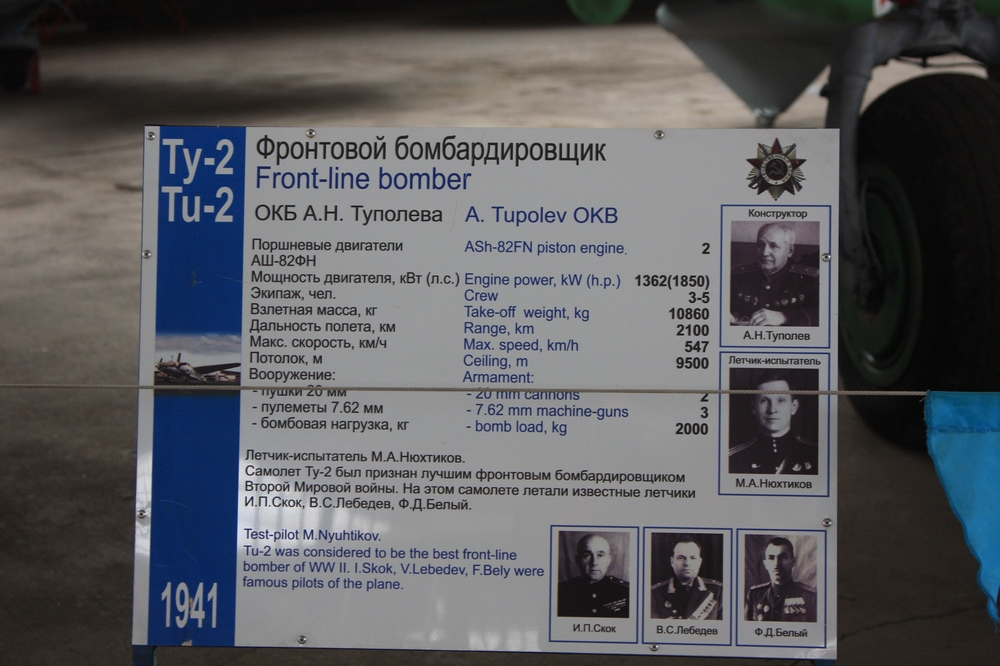 Ту-2
Tu-2
Фронтовой бомбардировщик
Front-line bomber
ОКБ А.Н. Туполева A. Tupolev OKB
Поршневые двигатели ASh-82FN piston engine, 2
АШ-82ФН
Мощность двигателя, кВт (л.с.) Engine power, kW (h.p.) 1362(1850)
Экипаж, чел. Crew 3-5
Взлетная масса, кг Take-off weight, kg 10860
Дальность полета, км Range, km 2100
Макс. скорость, км/ч Max. speed, km/h 547
Потолок, м Ceiling, m 9500
Вооружение: Armament:
- пушки 20 мм - 20 mm cannons 2
- пулеметы 7.62 мм - 7.62 mm machine-guns 3
- бомбовая нагрузка, кг - bomb load, kg 2000
Летчик-испытатель М.А.Нюхтиков.
Самолет Ту-2 был признан лучшим фронтовым бомбардировщиком
Второй Мировой войны. На этом самолете летали известные летчики
И.П.Скок, В.С.Лебедев, Ф.Д.Белый.
Test-pilot M.Nyuhtikov.
Tu-2 was considered to be the best front-line
bomber of WW II. I.Skok, V.Lebedev, F.Bely were
famous pilots of the plane.
1941
Конструктор
А.Н.Туполев
Летчик-испытатель
М.А.Нюхтиков
И.П.Скок
В.С.Лебедев
Ф.Д.Белый